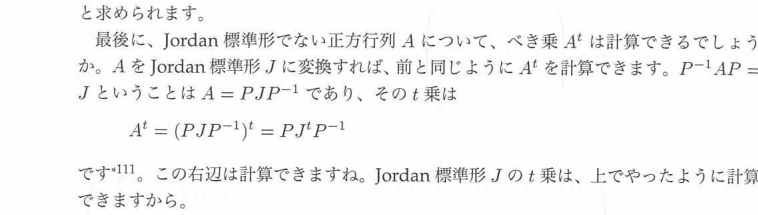 と求められます。
最後に、Jordan 標準形でない正方行列 A について、べき乗 Aᵗ は計算できるでしょう
か。A を Jordan 標準形 J に変換すれば、前と同じように Aᵗ を計算できます。P⁻¹AP =
J ということは A = PJP⁻¹ であり、その t 乗は
Aᵗ = (PJP⁻¹)ᵗ = PJᵗP⁻¹
です*111。この右辺は計算できますね。Jordan 標準形 J の t 乗は、上でやったように計算
できますから。